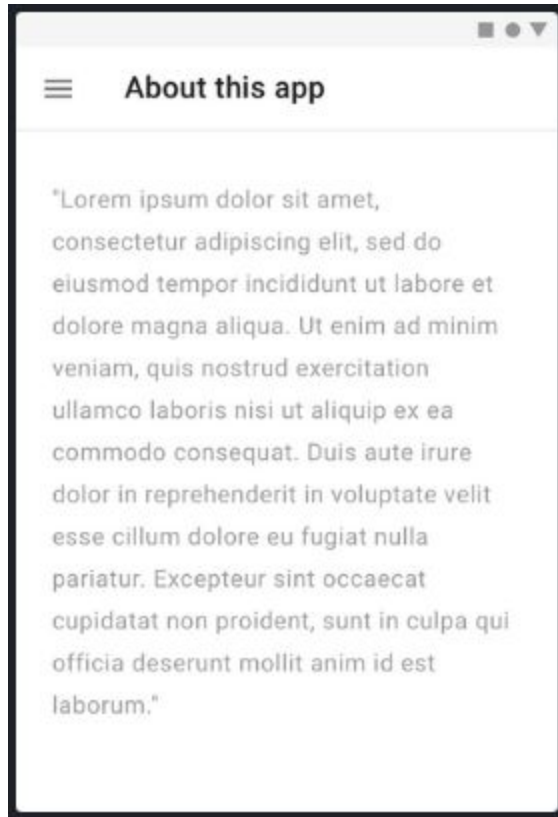 About this app
"Lorem ipsum dolor sit amet,
consectetur adipiscing elit, sed do
eiusmod tempor incididunt ut labore et
dolore magna aliqua. Ut enim ad minim
veniam, quis nostrud exercitation
ullamco laboris nisi ut aliquip ex ea
commodo consequat. Duis aute irure
dolor in reprehenderit in voluptate velit
esse cillum dolore eu fugiat nulla
pariatur. Excepteur sint occaecat
cupidatat non proident, sunt in culpa qui
officia deserunt mollit anim id est
laborum."